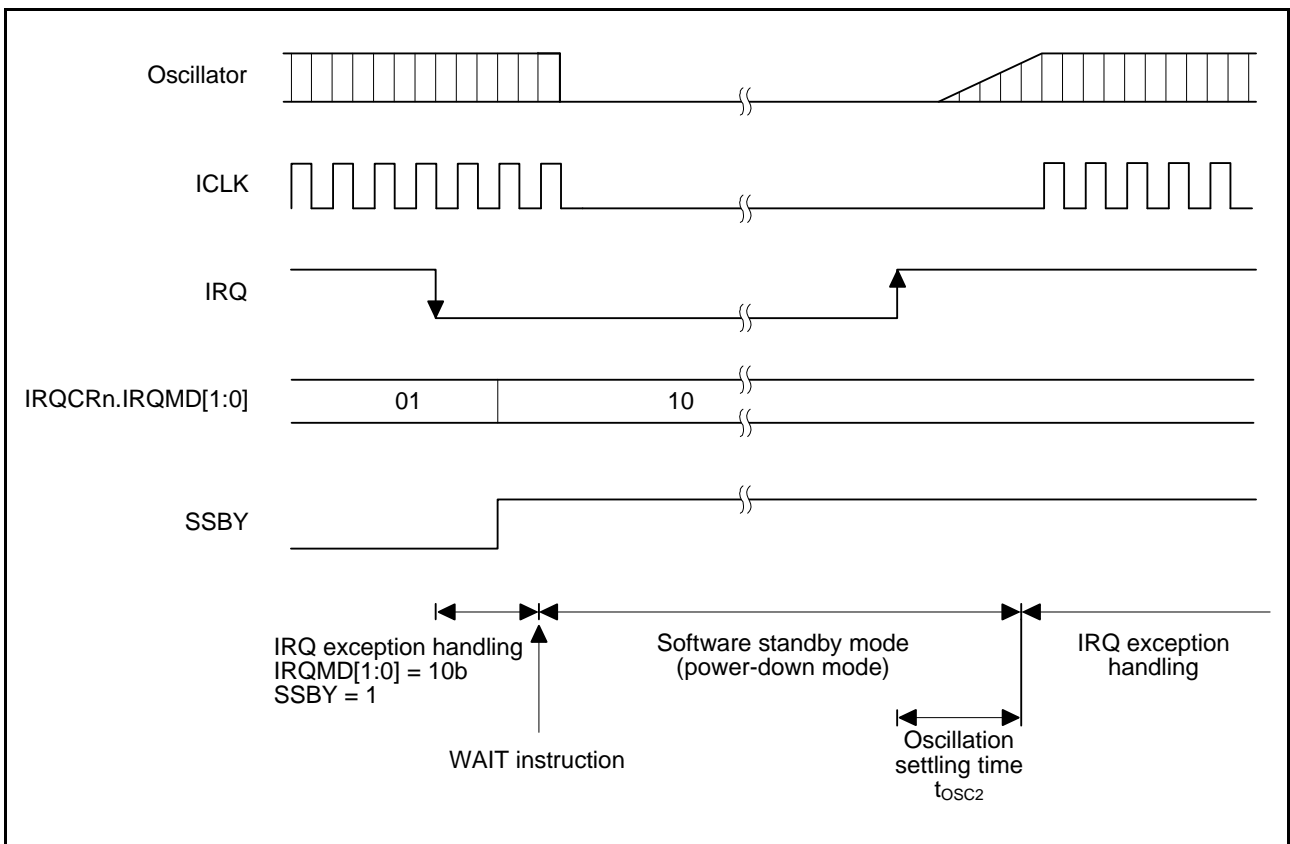 Oscillator
ICLK
IRQ
IRQCRn.IRQMD[1:0]
01
10
SSBY
IRQ exception handling
IRQMD[1:0] = 10b
SSBY = 1
WAIT instruction
Software standby mode
(power-down mode)
IRQ exception
handling
Oscillation
settling time
tOSC2